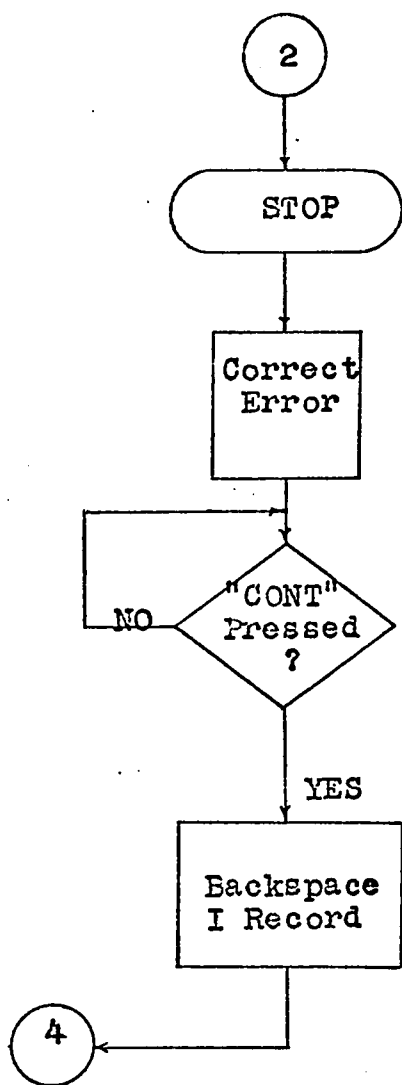 2
STOP
Correct
Error
"CONT"
Pressed
?
NO
YES
Backspace
I Record
4